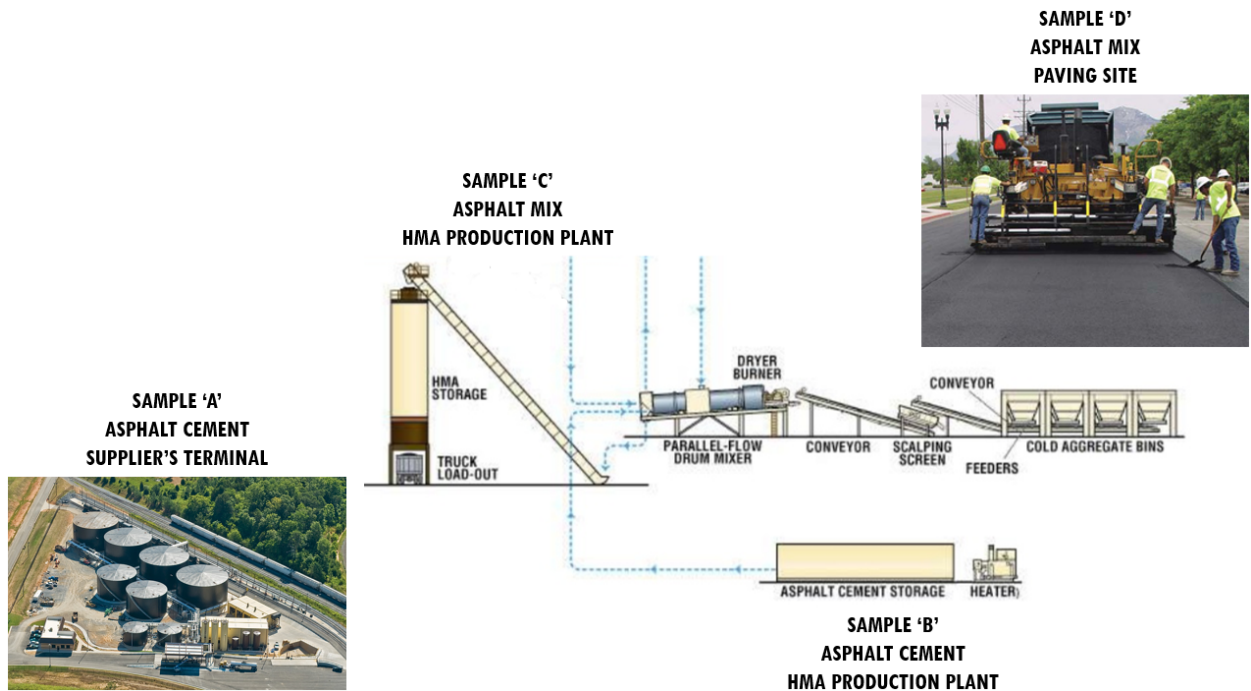 SAMPLE ‘D’
ASPHALT MIX
PAVING SITE
SAMPLE ‘C’
ASPHALT MIX
HMA PRODUCTION PLANT
SAMPLE ‘A’
ASPHALT CEMENT
SUPPLIER’S TERMINAL
HMA
STORAGE
TRUCK
LOAD-OUT
DRYER
BURNER
PARALLEL-FLOW
DRUM MIXER
CONVEYOR
SCALPING
SCREEN
CONVEYOR
FEEDERS
COLD AGGREGATE BINS
ASPHALT CEMENT STORAGE
HEATER)
SAMPLE ‘B’
ASPHALT CEMENT
HMA PRODUCTION PLANT